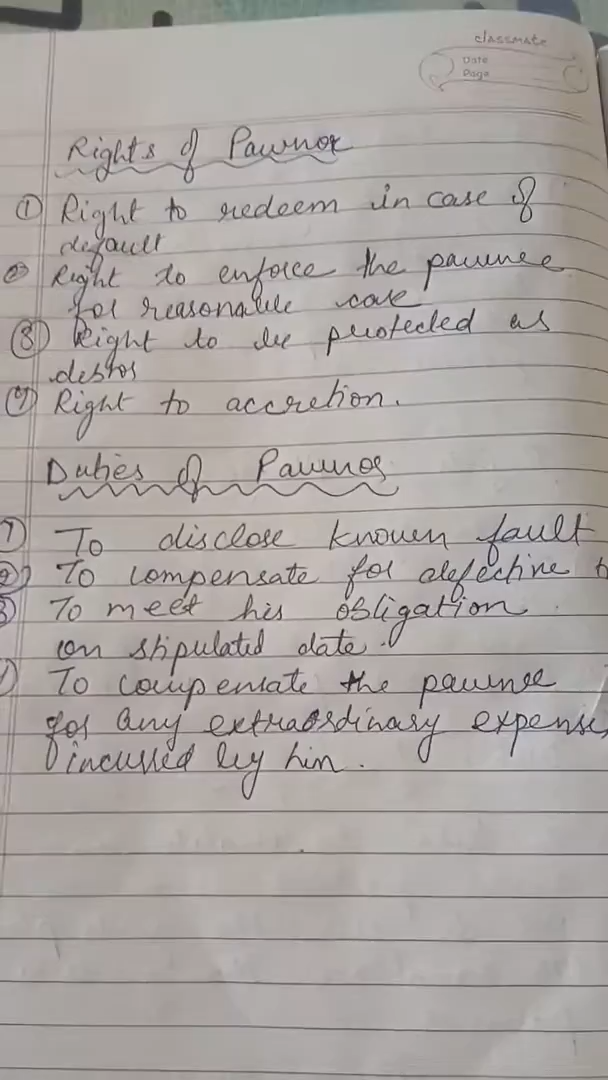 classmate
Date
Page
Rights of Pawnor
① Right to redeem in case of
default
② Right to enforce the pawnee
for reasonable care
③ Right to be protected as
debtor
④ Right to accretion.
Duties of Pawnor
① To disclose known fault
② To compensate for defective
③ To meet his obligation
on stipulated date.
To compensate the pawnee
for any extraordinary expenses
incurred by him.